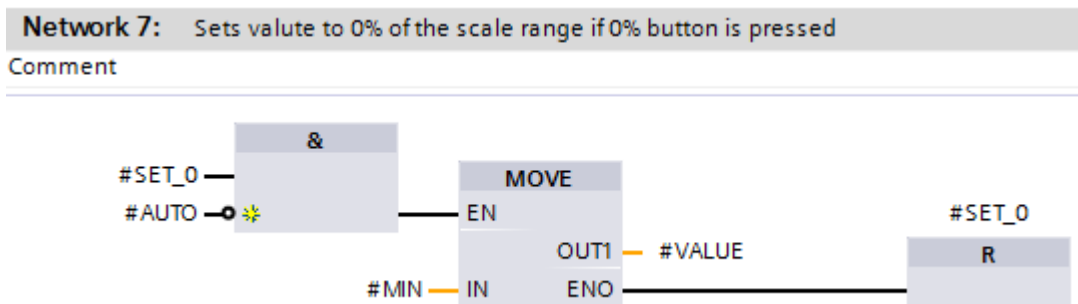 Network 7: Sets valute to 0% of the scale range if 0% button is pressed
Comment
&
#SET_0
#AUTO
MOVE
EN
#SET_0
OUT1
#VALUE
R
#MIN
IN
ENO